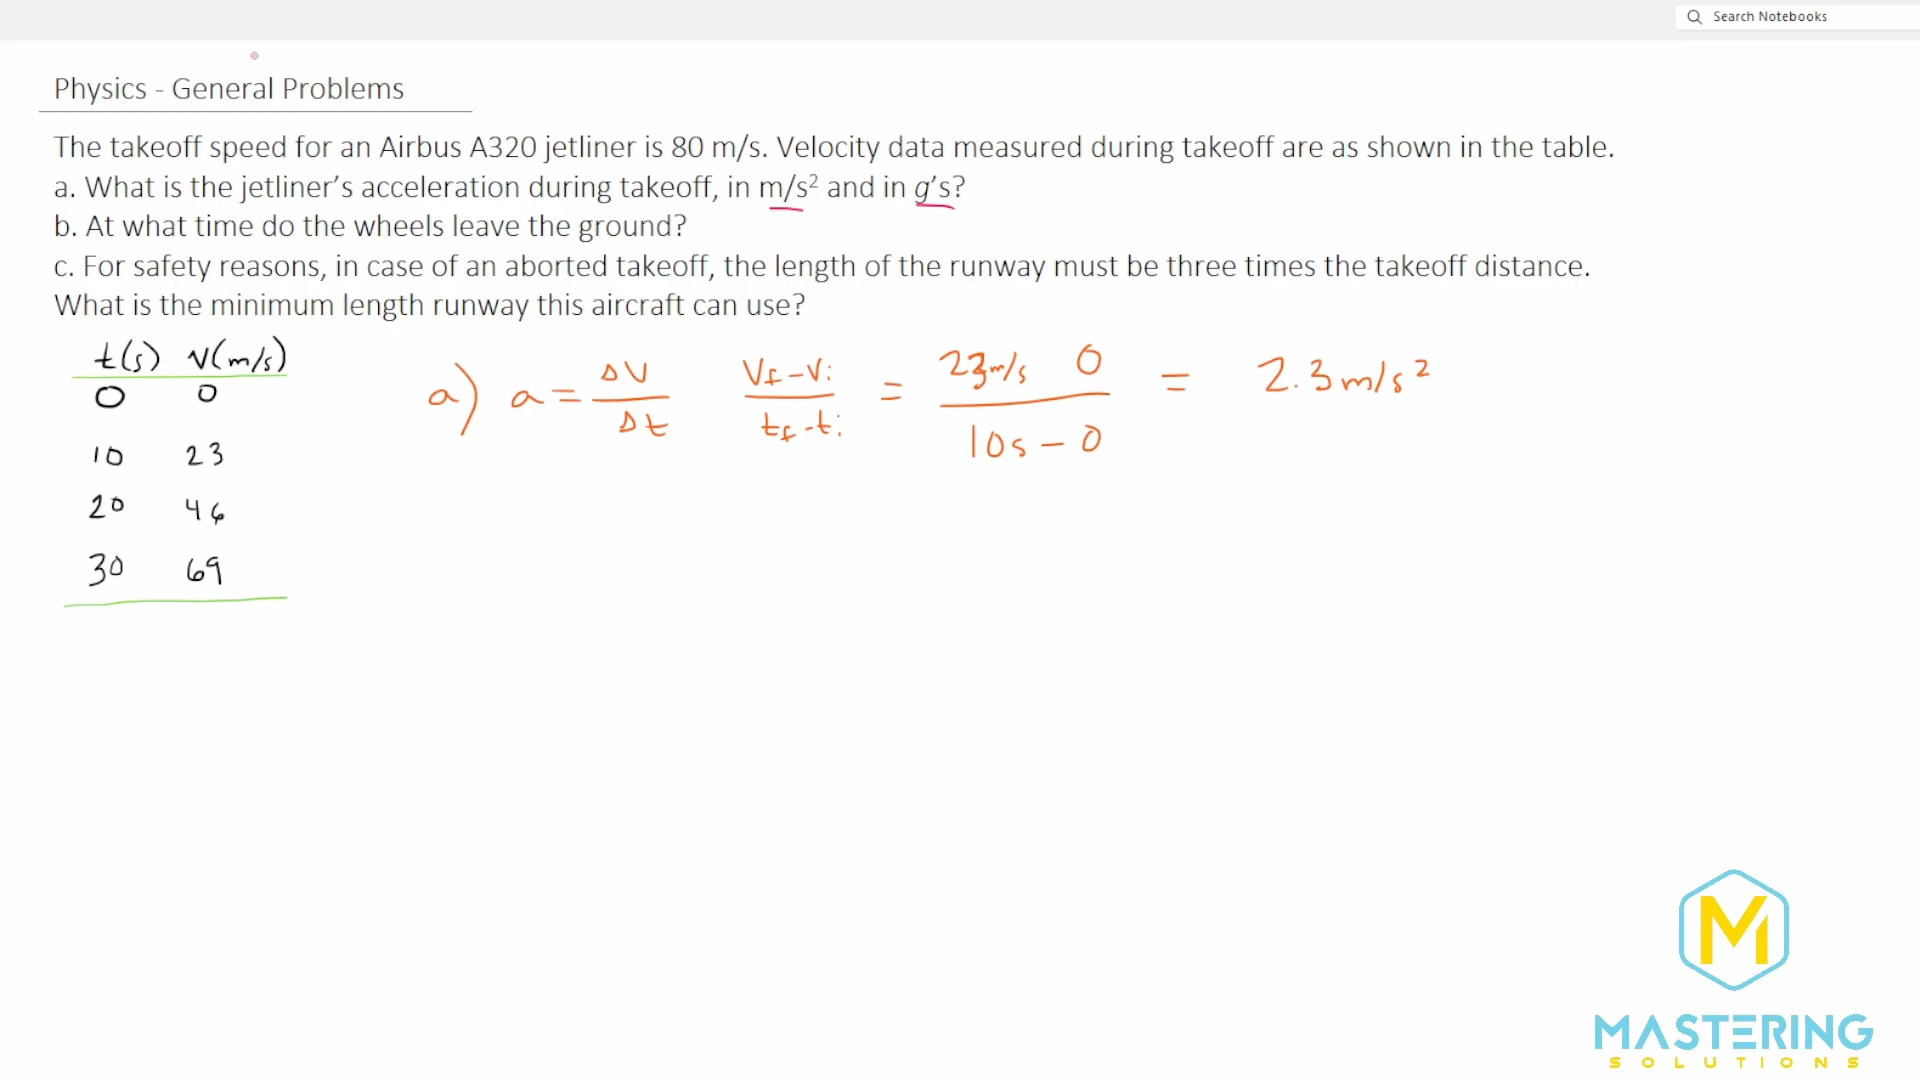 Search Notebooks
Physics - General Problems
The takeoff speed for an Airbus A320 jetliner is 80 m/s. Velocity data measured during takeoff are as shown in the table.
a. What is the jetliner’s acceleration during takeoff, in m/s² and in g’s?
b. At what time do the wheels leave the ground?
c. For safety reasons, in case of an aborted takeoff, the length of the runway must be three times the takeoff distance.
What is the minimum length runway this aircraft can use?
t(s) V(m/s)
0 0
10 23
20 46
30 69
a) a = ΔV/Δt Vf-Vi/tf-ti = 23m/s 0/10s - 0 = 2.3 m/s²
MASTERING
SOLUTIONS